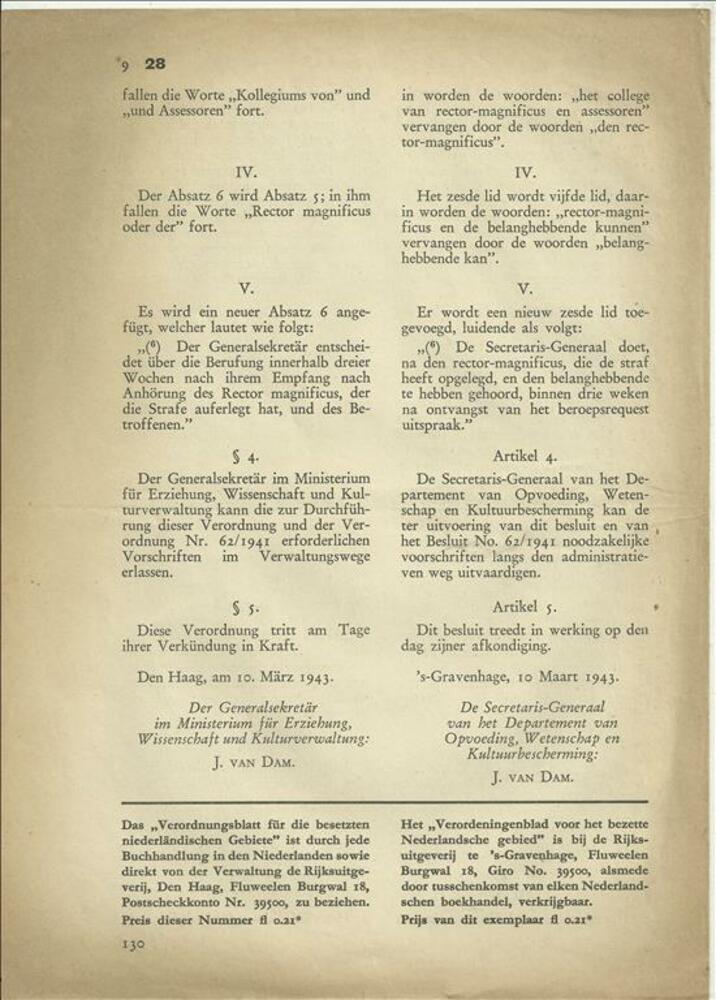 9 28
fallen die Worte „Kollegiums von” und
„und Assessoren” fort.
IV.
Der Absatz 6 wird Absatz 5; in ihm
fallen die Worte „Rector magnificus
oder der” fort.
V.
Es wird ein neuer Absatz 6 ange-
fügt, welcher lautet wie folgt:
„(⁶) Der Generalsekretär entschei-
det über die Berufung innerhalb dreier
Wochen nach ihrem Empfang nach
Anhörung des Rector magnificus, der
die Strafe auferlegt hat, und des Be-
troffenen.”
§ 4.
Der Generalsekretär im Ministerium
für Erziehung, Wissenschaft und Kul-
turverwaltung kann die zur Durchfüh-
rung dieser Verordnung und der Ver-
ordnung Nr. 62/1941 erforderlichen
Vorschriften im Verwaltungswege
erlassen.
§ 5.
Diese Verordnung tritt am Tage
ihrer Verkündung in Kraft.
Den Haag, am 10. März 1943.
Der Generalsekretär
im Ministerium für Erziehung,
Wissenschaft und Kulturverwaltung:
J. VAN DAM.
in worden de woorden: „het college
van rector-magnificus en assessoren”
vervangen door de woorden „den rec-
tor-magnificus”.
IV.
Het zesde lid wordt vijfde lid, daar-
in worden de woorden: „rector-magni-
ficus en de belanghebbende kunnen”
vervangen door de woorden „belang-
hebbende kan”.
V.
Er wordt een nieuw zesde lid toe-
gevoegd, luidende als volgt:
„(⁶) De Secretaris-Generaal doet,
na den rector-magnificus, die de straf
heeft opgelegd, en den belanghebbende
te hebben gehoord, binnen drie weken
na ontvangst van het beroepsrequest
uitspraak.”
Artikel 4.
De Secretaris-Generaal van het De-
partement van Opvoeding, Weten-
schap en Kultuurbescherming kan de
ter uitvoering van dit besluit en van
het Besluit No. 62/1941 noodzakelijke
voorschriften langs den administratie-
ven weg uitvaardigen.
Artikel 5.
Dit besluit treedt in werking op den
dag zijner afkondiging.
's-Gravenhage, 10 Maart 1943.
De Secretaris-Generaal
van het Departement van
Opvoeding, Wetenschap en
Kultuurbescherming:
J. VAN DAM.
Das „Verordnungsblatt für die besetzten
niederländischen Gebiete” ist durch jede
Buchhandlung in den Niederlanden sowie
direkt von der Verwaltung de Rijksuitge-
verij, Den Haag, Fluweelen Burgwal 18,
Postscheckkonto Nr. 39500, zu beziehen.
Preis dieser Nummer fl 0.21*
Het „Verordeningenblad voor het bezette
Nederlandsche gebied” is bij de Rijks-
uitgeverij te 's-Gravenhage, Fluweelen
Burgwal 18, Giro No. 39500, alsmede
door tusschenkomst van elken Nederland-
schen boekhandel, verkrijgbaar.
Prijs van dit exemplaar fl 0.21*
130